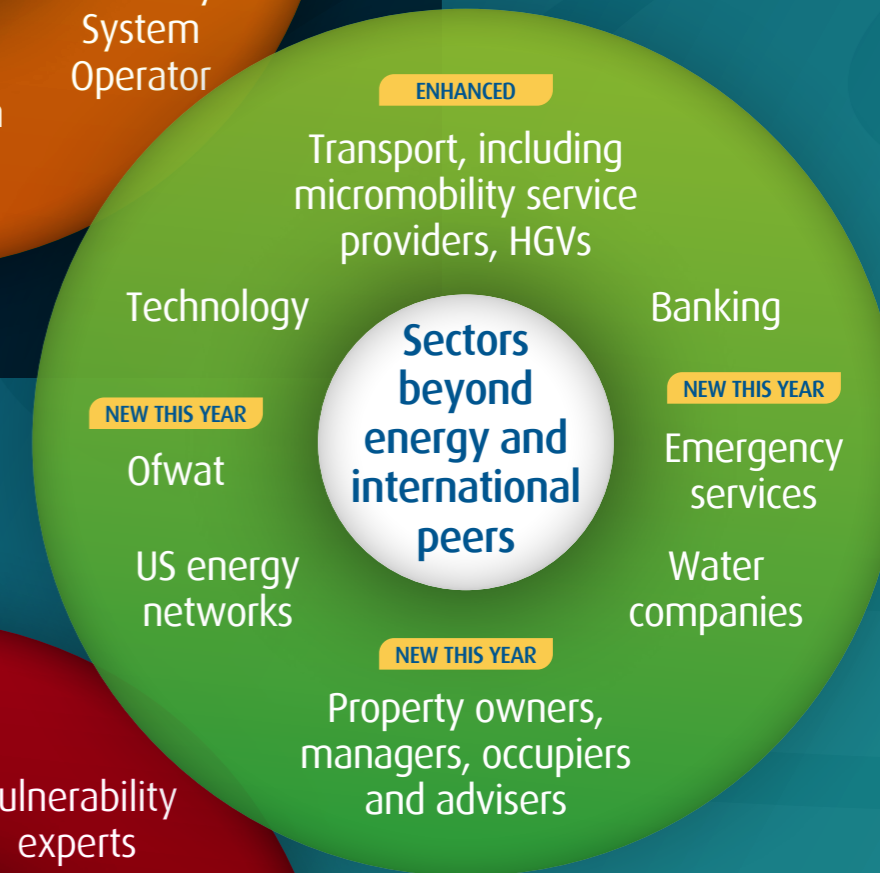 System
Operator
ENHANCED
Transport, including
micromobility service
providers, HGVs
Technology
Banking
Sectors
beyond
energy and
international
peers
NEW THIS YEAR
Ofwat
NEW THIS YEAR
Emergency
services
US energy
networks
Water
companies
NEW THIS YEAR
Property owners,
managers, occupiers
and advisers
ulnerability
experts